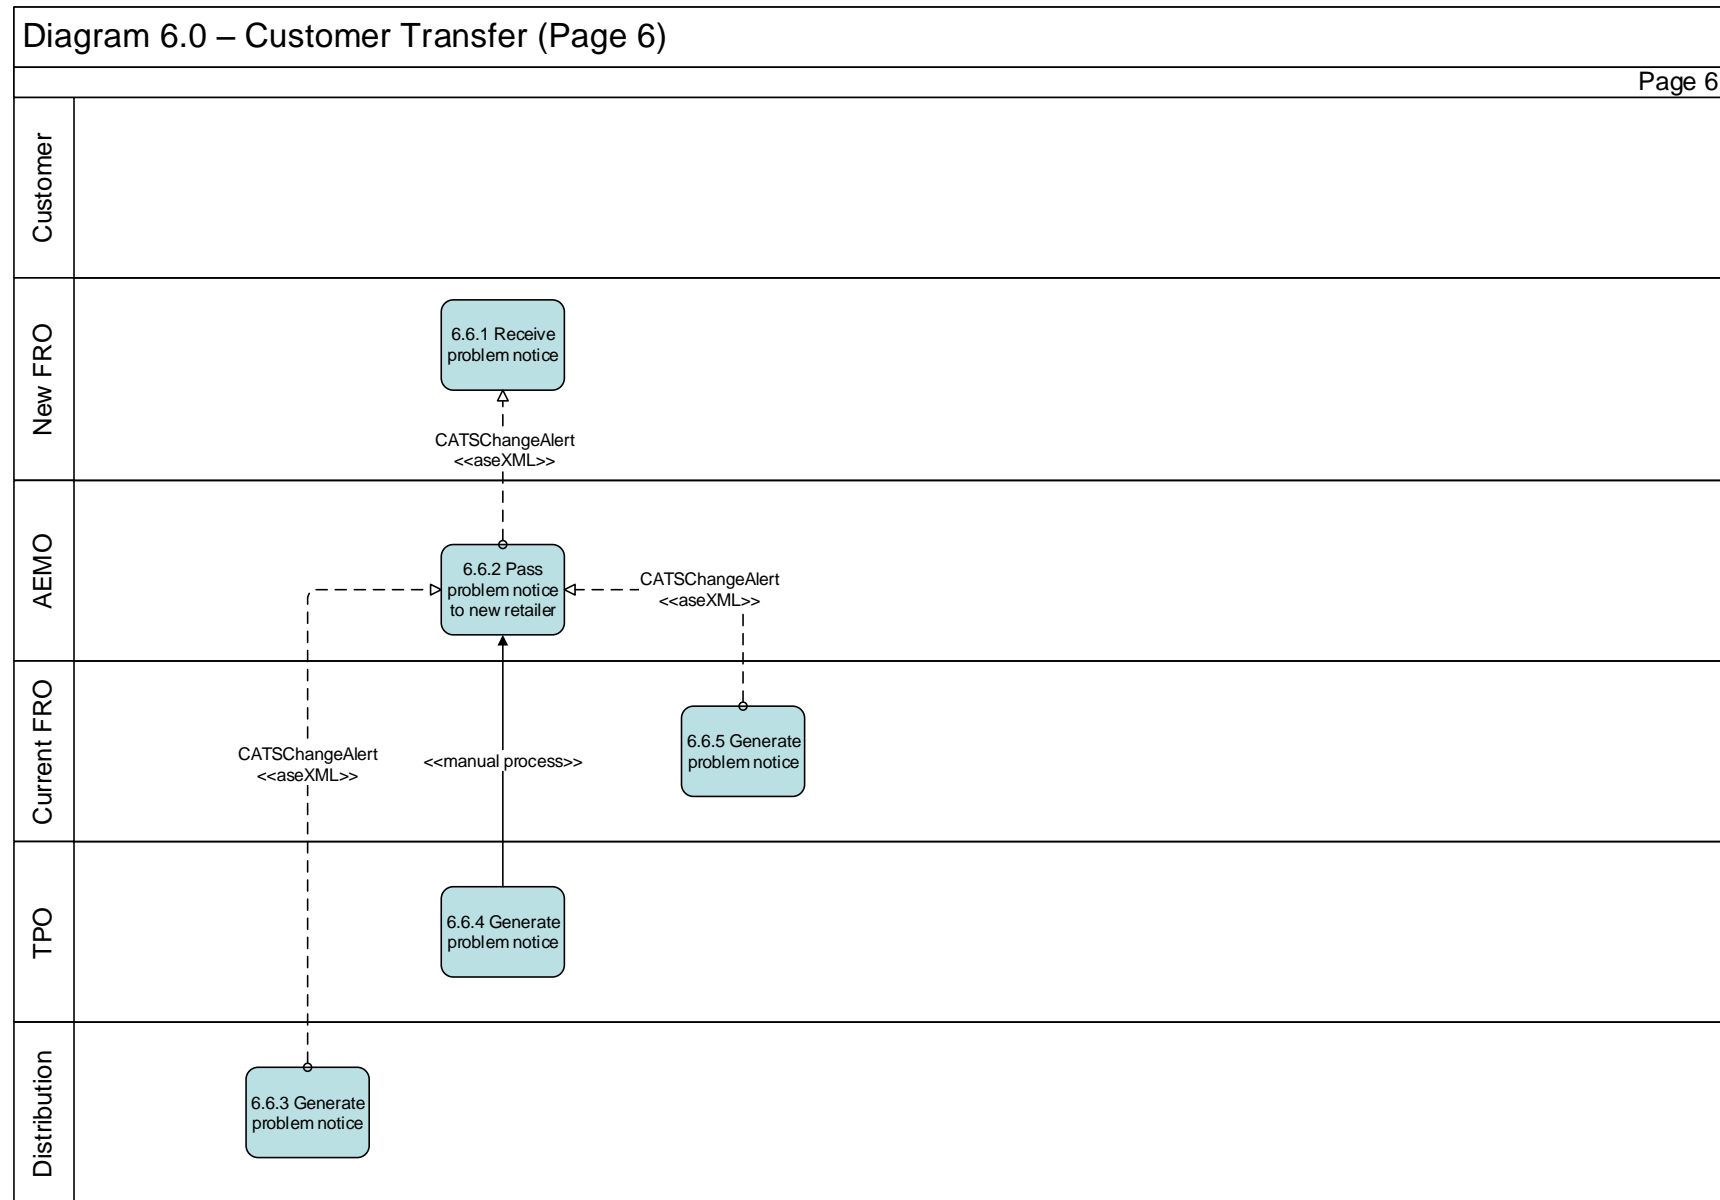 Diagram 6.0 – Customer Transfer (Page 6)
Page 6
Customer
New FRO
6.6.1 Receive
problem notice
CATSChangeAlert
<<aseXML>>
AEMO
6.6.2 Pass
problem notice
to new retailer
CATSChangeAlert
<<aseXML>>
Current FRO
CATSChangeAlert
<<aseXML>>
<<manual process>>
6.6.5 Generate
problem notice
TPO
6.6.4 Generate
problem notice
Distribution
6.6.3 Generate
problem notice